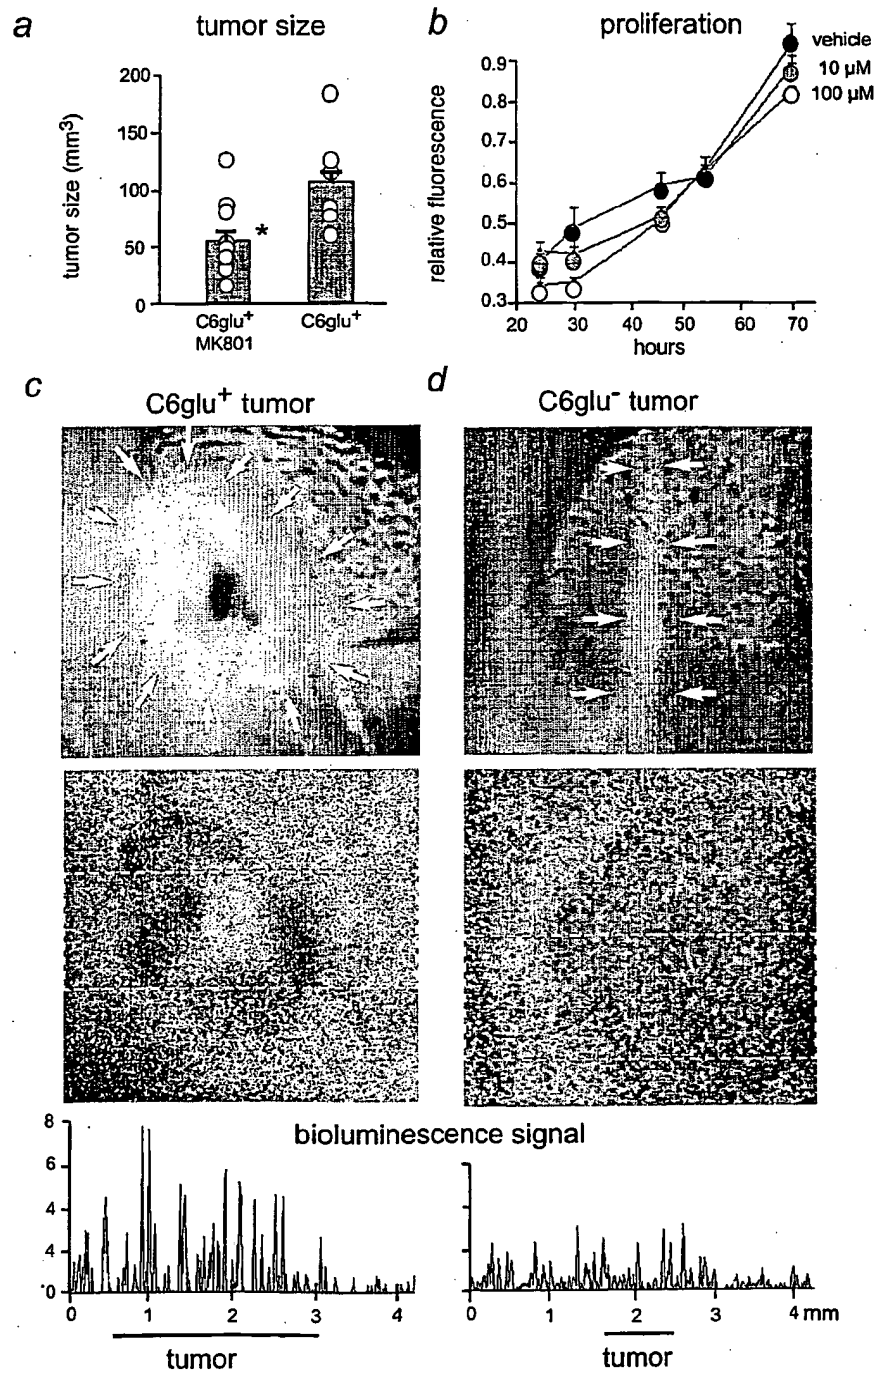 a
tumor size
tumor size (mm3)
200
150
100
50
0
*
C6glu+
MK801
C6glu+
b
proliferation
relative fluorescence
0.9
0.8
0.7
0.6
0.5
0.4
0.3
20
30
40
50
60
70
hours
vehicle
10 µM
100 µM
c
C6glu+ tumor
d
C6glu- tumor
bioluminescence signal
8
6
4
4
0
0
1
2
3
4
tumor
0
1
2
3
4 mm
tumor